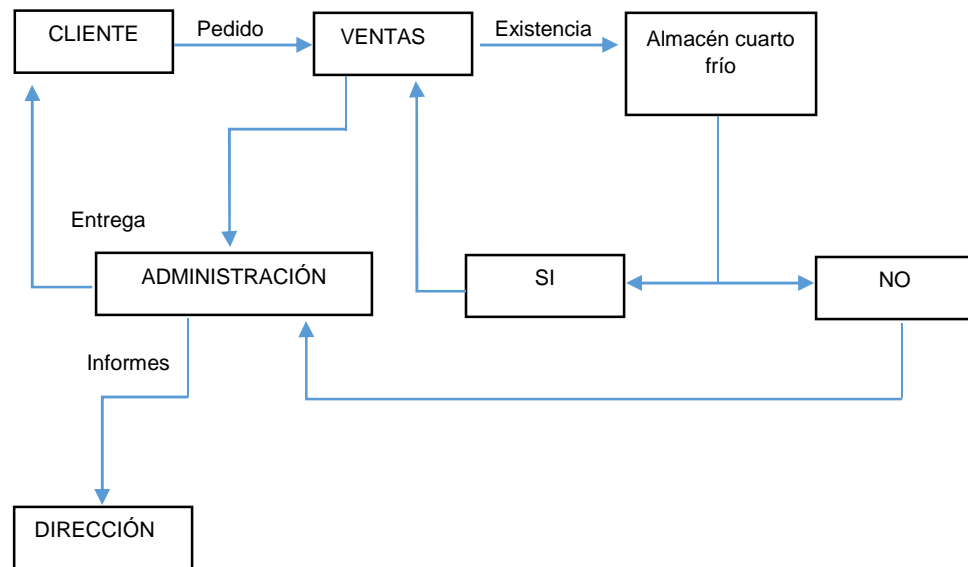 CLIENTE
Pedido
VENTAS
Existencia
Almacén cuarto
frío
Entrega
ADMINISTRACIÓN
SI
NO
Informes
DIRECCIÓN